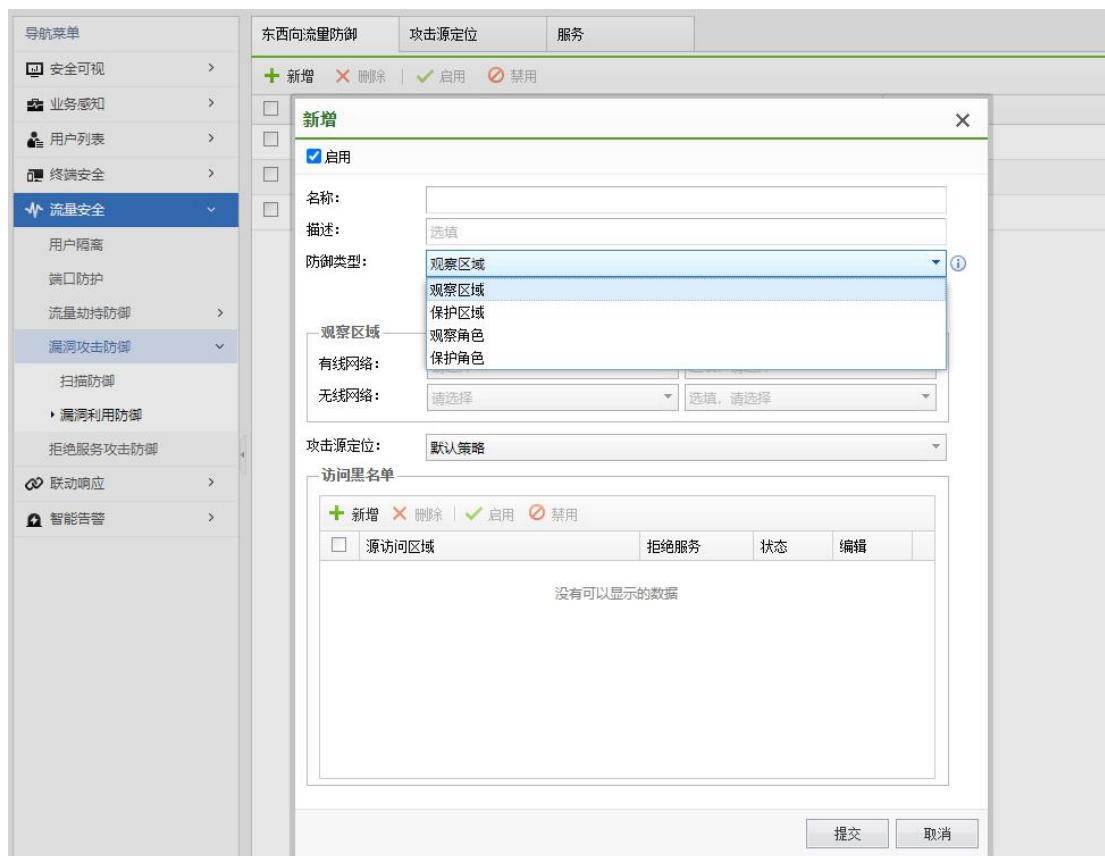 导航菜单
安全可视
业务感知
用户列表
终端安全
流量安全
用户隔离
端口防护
流量劫持防御
漏洞攻击防御
扫描防御
漏洞利用防御
拒绝服务攻击防御
联动响应
智能告警
东西向流量防御 攻击源定位 服务
新增 删除 启用 禁用
新增
启用
名称：
描述： 选填
防御类型： 观察区域
观察区域
保护区域
观察角色
保护角色
观察区域
有线网络：
无线网络： 请选择 选填，请选择
攻击源定位： 默认策略
访问黑名单
新增 删除 启用 禁用
源访问区域 拒绝服务 状态 编辑
没有可以显示的数据
提交 取消